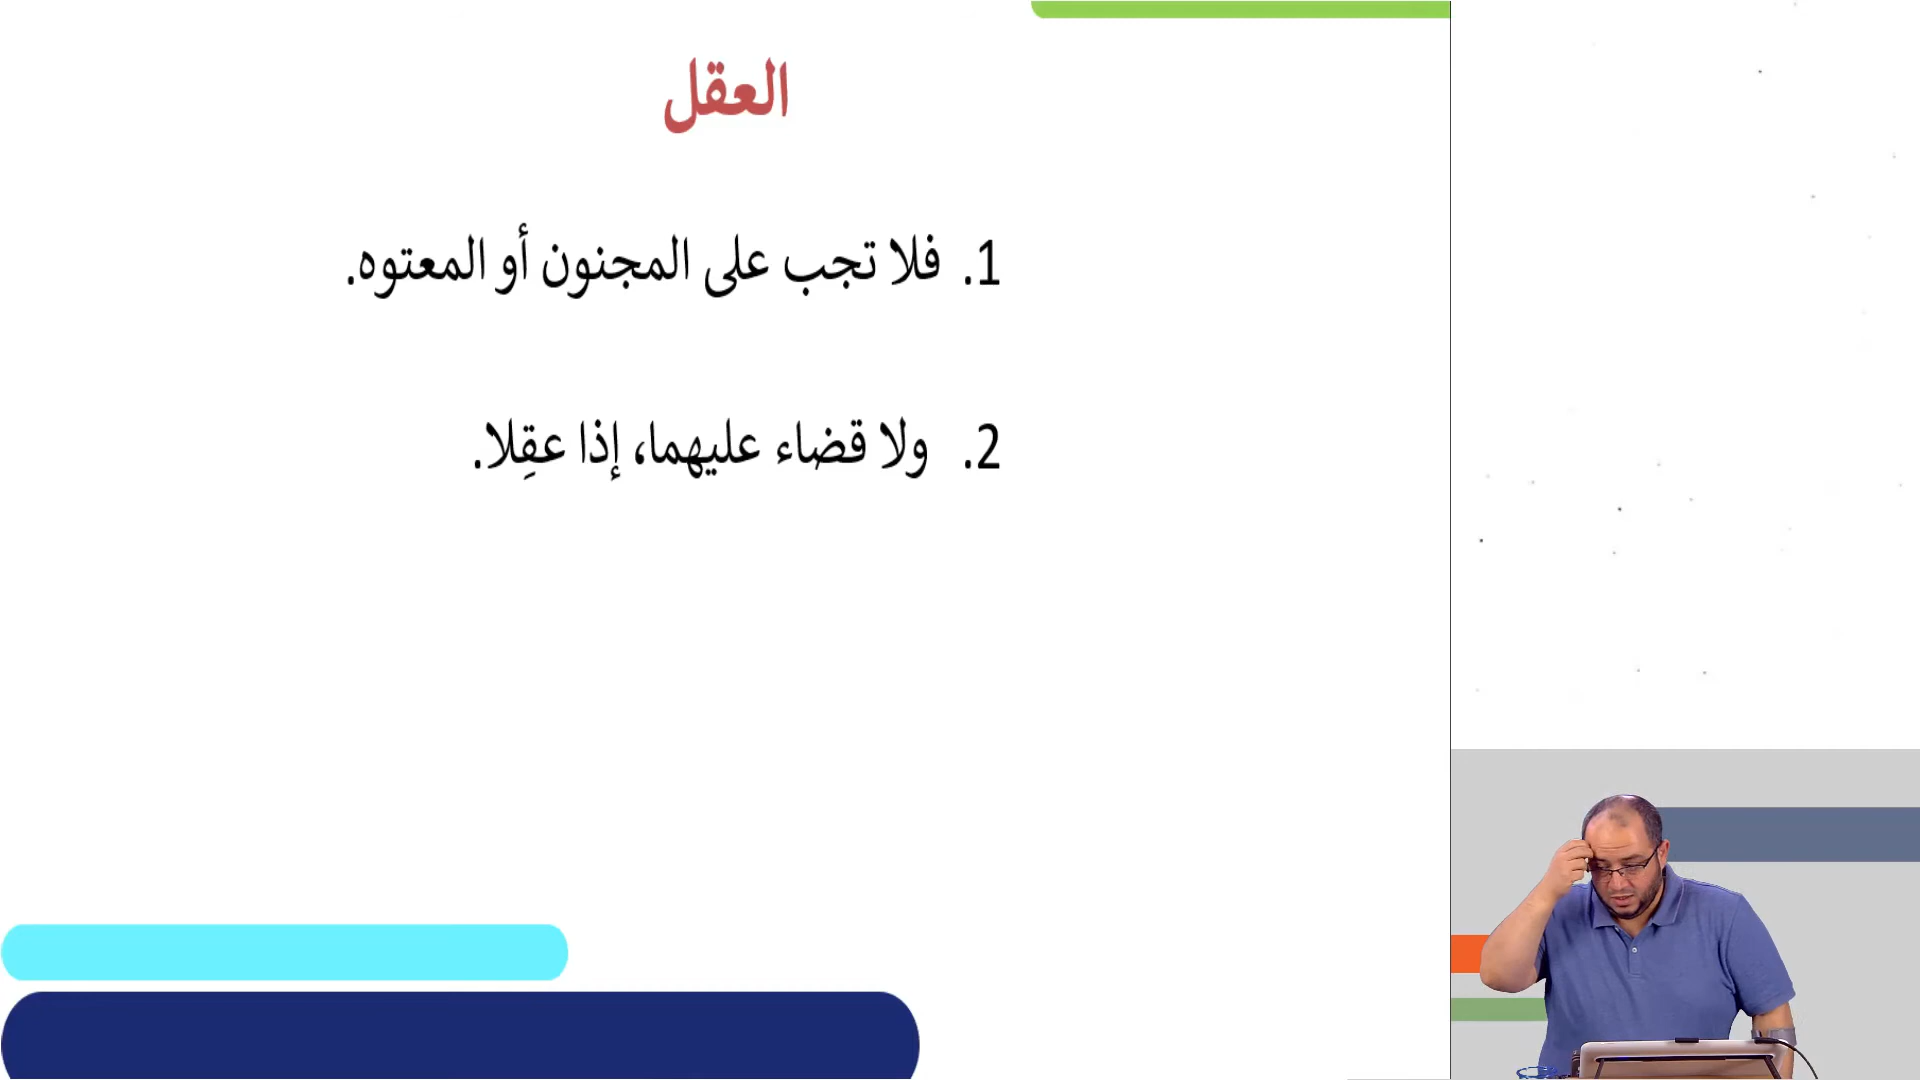 العقل
1. فلا تجب على المجنون أو المعتوه.
2. ولا قضاء عليهما، إذا عقِلا.